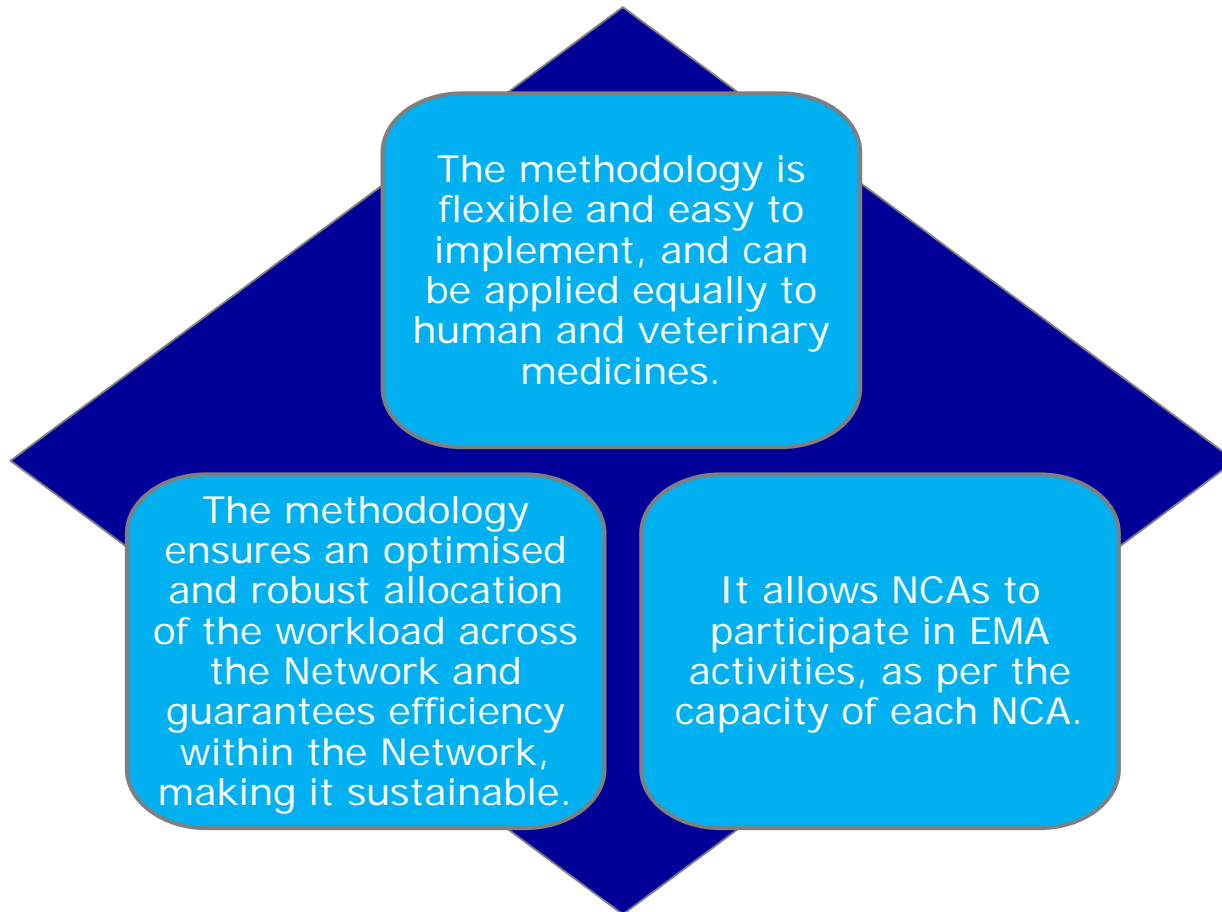 The methodology is
flexible and easy to
implement, and can
be applied equally to
human and veterinary
medicines.
The methodology
ensures an optimised
and robust allocation
of the workload across
the Network and
guarantees efficiency
within the Network,
making it sustainable.
It allows NCAs to
participate in EMA
activities, as per the
capacity of each NCA.